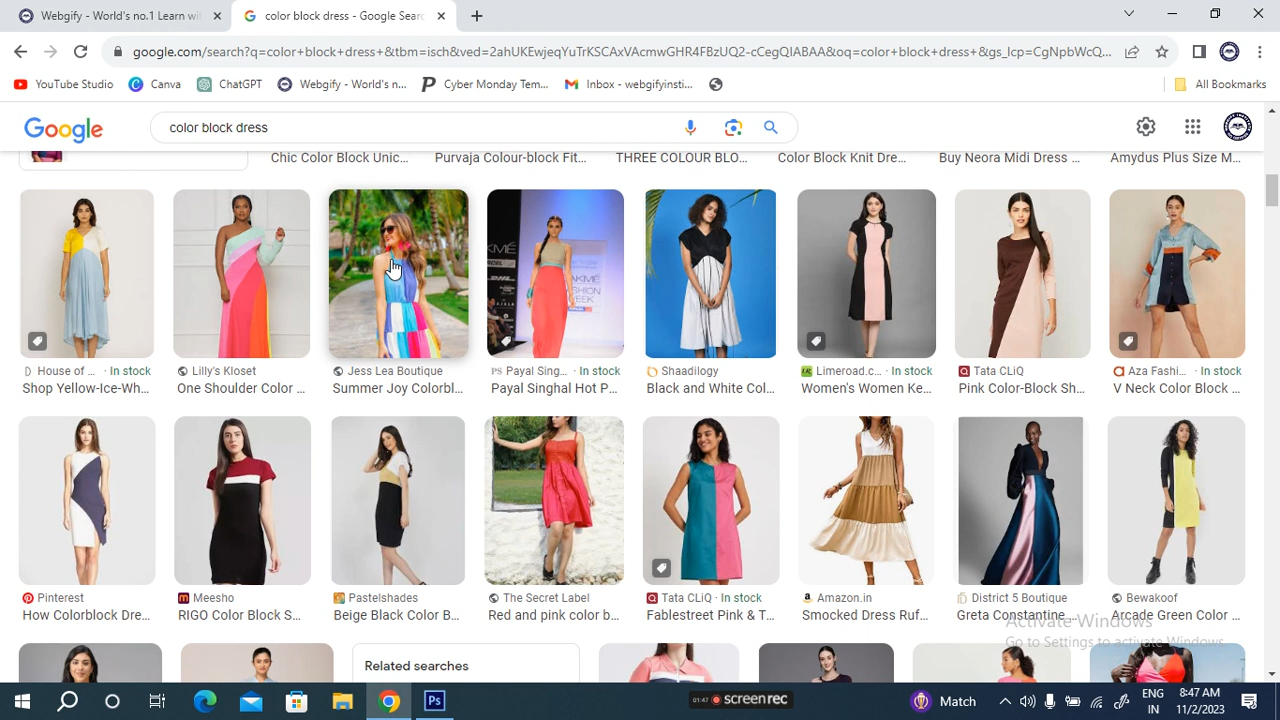 Webgify - World's no.1 Learn wit
color block dress - Google Searc
google.com/search?q=color+block+dress+&tbm=isch&ved=2ahUKEwjeqYuTrKSCAxVAcmwGHR4FBzUQ2-cCegQIABAA&oq=color+block+dress+&gs_lcp=CgNpbWcQ...
YouTube Studio
Canva
ChatGPT
Webgify - World's n...
Cyber Monday Tem...
Inbox - webgifyinsti...
All Bookmarks
Google
color block dress
Chic Color Block Unic...
Purvaja Colour-block Fit...
THREE COLOUR BLO...
Color Block Knit Dre...
Buy Neora Midi Dress ...
Amydus Plus Size M...
House of ... · In stock
Shop Yellow-Ice-Wh...
Lilly's Kloset
One Shoulder Color ...
Jess Lea Boutique
Summer Joy Colorbl...
PS Payal Sing... · In stock
Payal Singhal Hot P...
Shaadilogy
Black and White Col...
Limeroad.c... · In stock
Women's Women Ke...
Tata CLiQ
Pink Color-Block Sh...
Aza Fashi... · In stock
V Neck Color Block ...
Pinterest
How Colorblock Dre...
Meesho
RIGO Color Block S...
Pastelshades
Beige Black Color B...
The Secret Label
Red and pink color b...
Tata CLiQ · In stock
Fablestreet Pink & T...
Amazon.in
Smocked Dress Ruf...
District 5 Boutique
Greta Constantine ...
Bewakoof
Arcade Green Color ...
Activate Windows
Go to Settings to activate Windows.
Related searches
Ps
01:47
screenrec
Match
ENG
IN
8:47 AM
11/2/2023